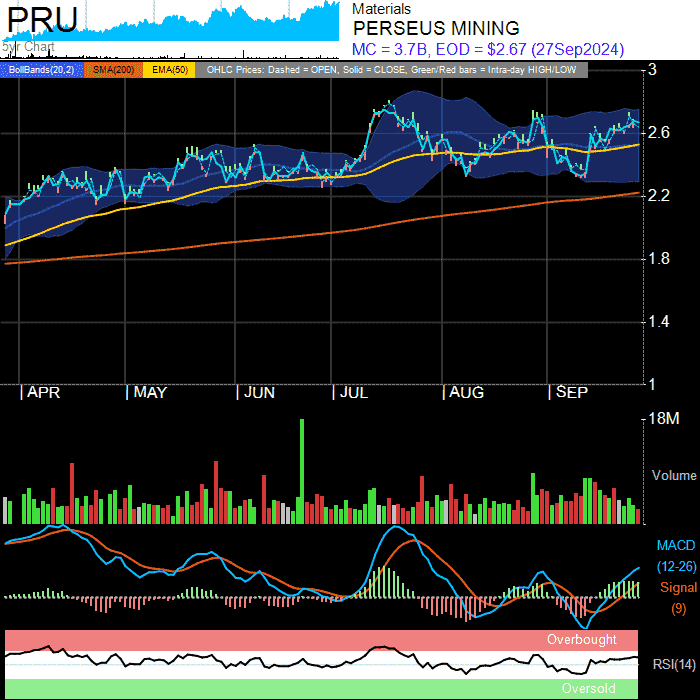 PRU
5yr Chart
Materials
PERSEUS MINING
MC = 3.7B, EOD = $2.67 (27Sep2024)
BollBands(20,2) SMA(200) EMA(50) OHLC Prices: Dashed = OPEN, Solid = CLOSE, Green/Red bars = Intra-day HIGH/LOW
3
2.6
2.2
1.8
1.4
1
| APR | MAY | JUN | JUL | AUG | SEP
18M
Volume
MACD
(12-26)
Signal
(9)
Overbought
RSI(14)
Oversold